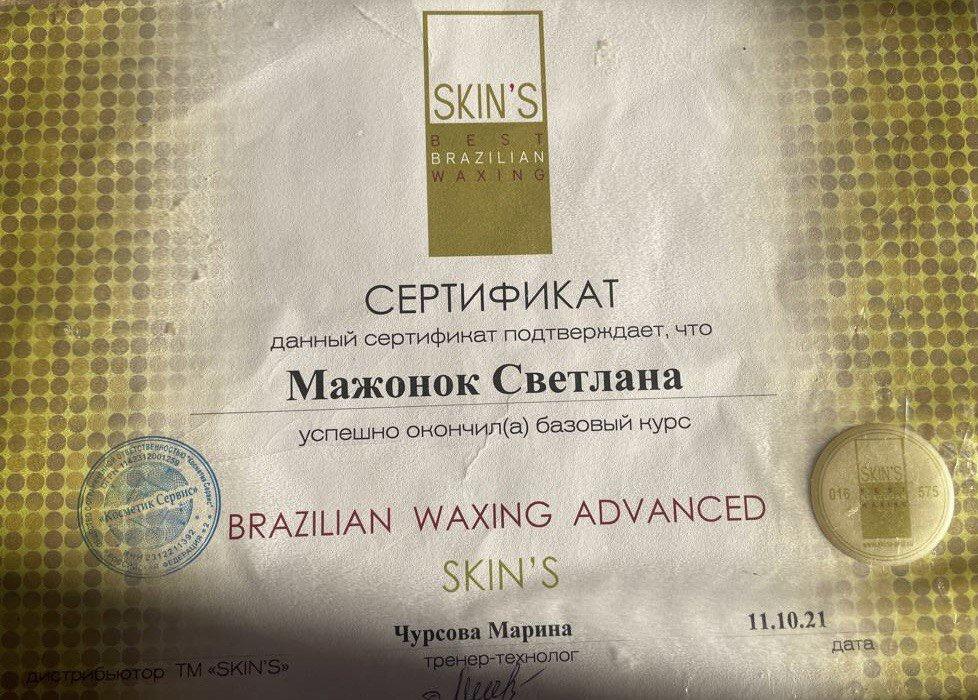 SKIN'S
BEST
BRAZILIAN
WAXING
СЕРТИФИКАТ
данный сертификат подтверждает, что
Мажонок Светлана
успешно окончил(а) базовый курс
«Косметик Сервис»
SKIN'S
016 575
BRAZILIAN WAXING ADVANCED
SKIN'S
Чурсова Марина
11.10.21
тренер-технолог
дата
дистрибьютор ТМ «SKIN'S»